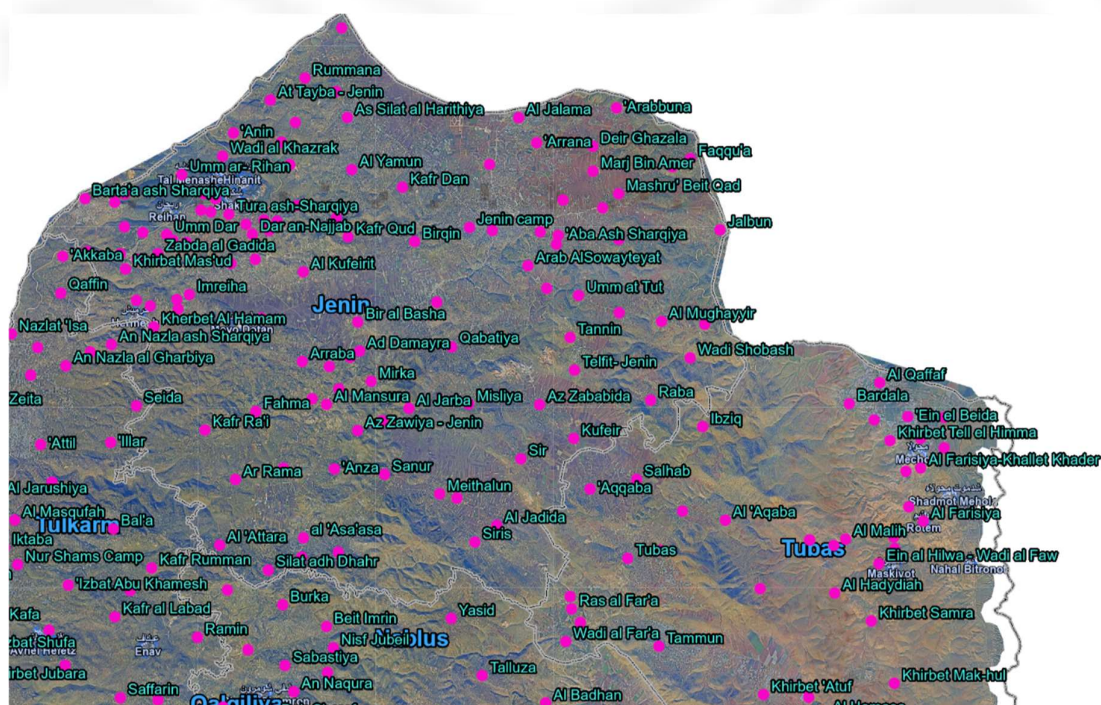 Rummana
At Tayba - Jenin
As Silat al Harithiya
Al Jalama
'Arabbuna
'Anin
Wadi al Khazrak
'Arrana
Deir Ghazala
Faqqu'a
Umm ar- Rihan
Al Yamun
Marj Bin Amer
Kafr Dan
Mashru' Beit Qad
Barta'a ash Sharqiya
Tura ash-Sharqiya
Reihan
Umm Dar
Dar an-Najjab
Kafr Qud
Birqin
Jenin camp
'Aba Ash Sharqiya
Jalbun
'Akkaba
Zabda al Gadida
Khirbat Mas'ud
Al Kufeirit
Arab AlSowayteyat
Qaffin
Imreiha
Jenin
Umm at Tut
Kherbet Al Hamam
Bir al Basha
Al Mughayyir
Nazlat 'Isa
An Nazla ash Sharqiya
Tannin
An Nazla al Gharbiya
Arraba
Ad Damayra
Qabatiya
Wadi Shobash
Telfit- Jenin
Mirka
Al Qaffaf
Zeita
Seida
Fahma
Al Mansura
Al Jarba
Misliya
Az Zababida
Raba
Bardala
Kafr Ra'i
Az Zawiya - Jenin
Ibziq
'Ein el Beida
'Attil
'Illar
Kufeir
Khirbet Tell el Himma
Sir
Al Farisiya-Khallet Khader
Ar Rama
'Anza
Sanur
Salhab
Al Jarushiya
Meithalun
'Aqqaba
Shadmot Mehola
Al Masqufah
Tulkarm
Bal'a
Al Jadida
Al 'Aqaba
Al Farisiya
Rotem
Iktaba
Al 'Attara
al 'Asa'asa
Siris
Al Malih
Tubas
Tubas
Nur Shams Camp
Kafr Rumman
Silat adh Dhahr
Ein al Hilwa - Wadi al Faw
Maskivot
Nahal Bitronot
'Izbat Abu Khamesh
Al Hadydiah
Kafa
Kafr al Labad
Burka
Yasid
Ras al Far'a
Khirbet Samra
Ramin
Beit Imrin
Nisf Jubeil
Wadi al Far'a
Tammun
Enav
Sabastiya
Talluza
Saffarin
An Naqura
Al Badhan
Khirbet 'Atuf
Khirbet Mak-hul
Qalqiliya